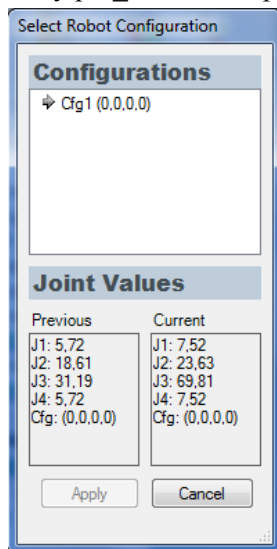 Select Robot Configuration
Configurations
Cfg1 (0,0,0,0)
Joint Values
Previous Current
J1: 5,72 J1: 7,52
J2: 18,61 J2: 23,63
J3: 31,19 J3: 69,81
J4: 5,72 J4: 7,52
Cfg: (0,0,0,0) Cfg: (0,0,0,0)
Apply Cancel